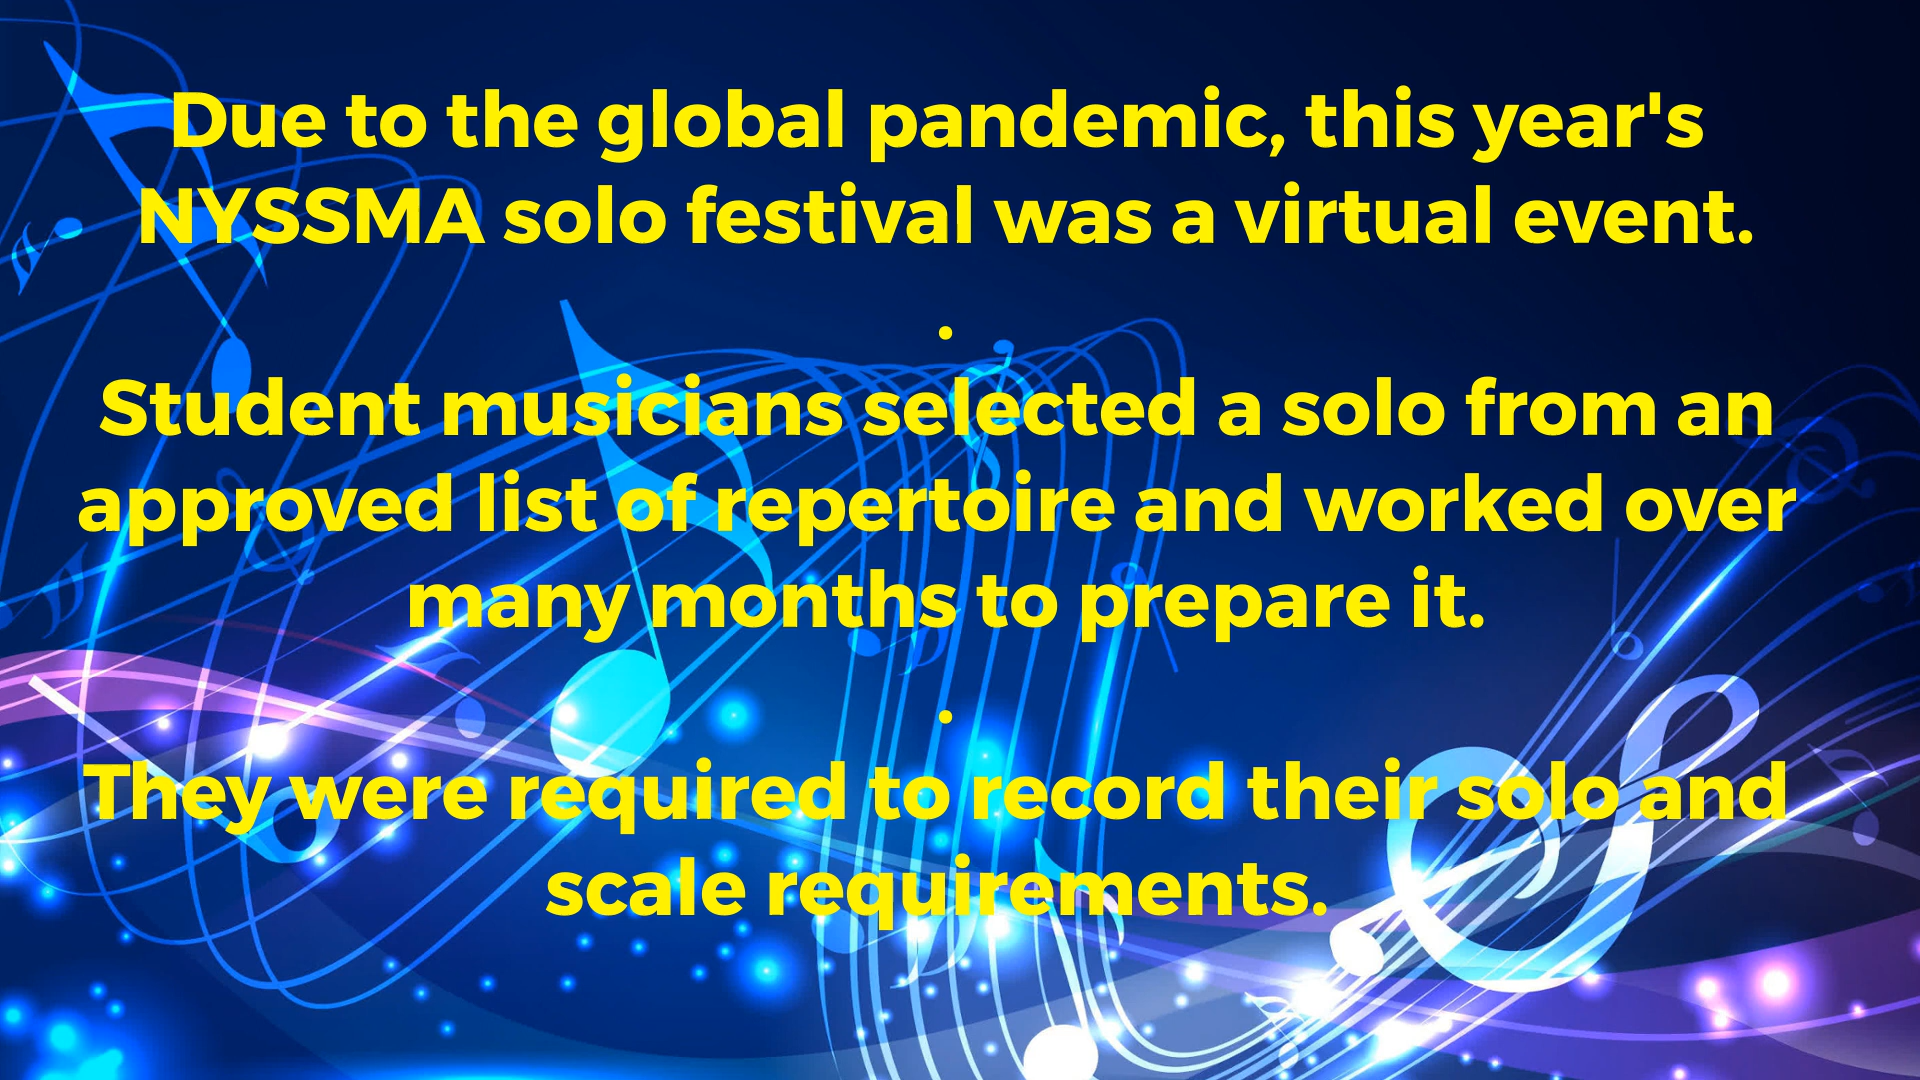 Due to the global pandemic, this year's
NYSSMA solo festival was a virtual event.
.
Student musicians selected a solo from an
approved list of repertoire and worked over
many months to prepare it.
.
They were required to record their solo and
scale requirements.